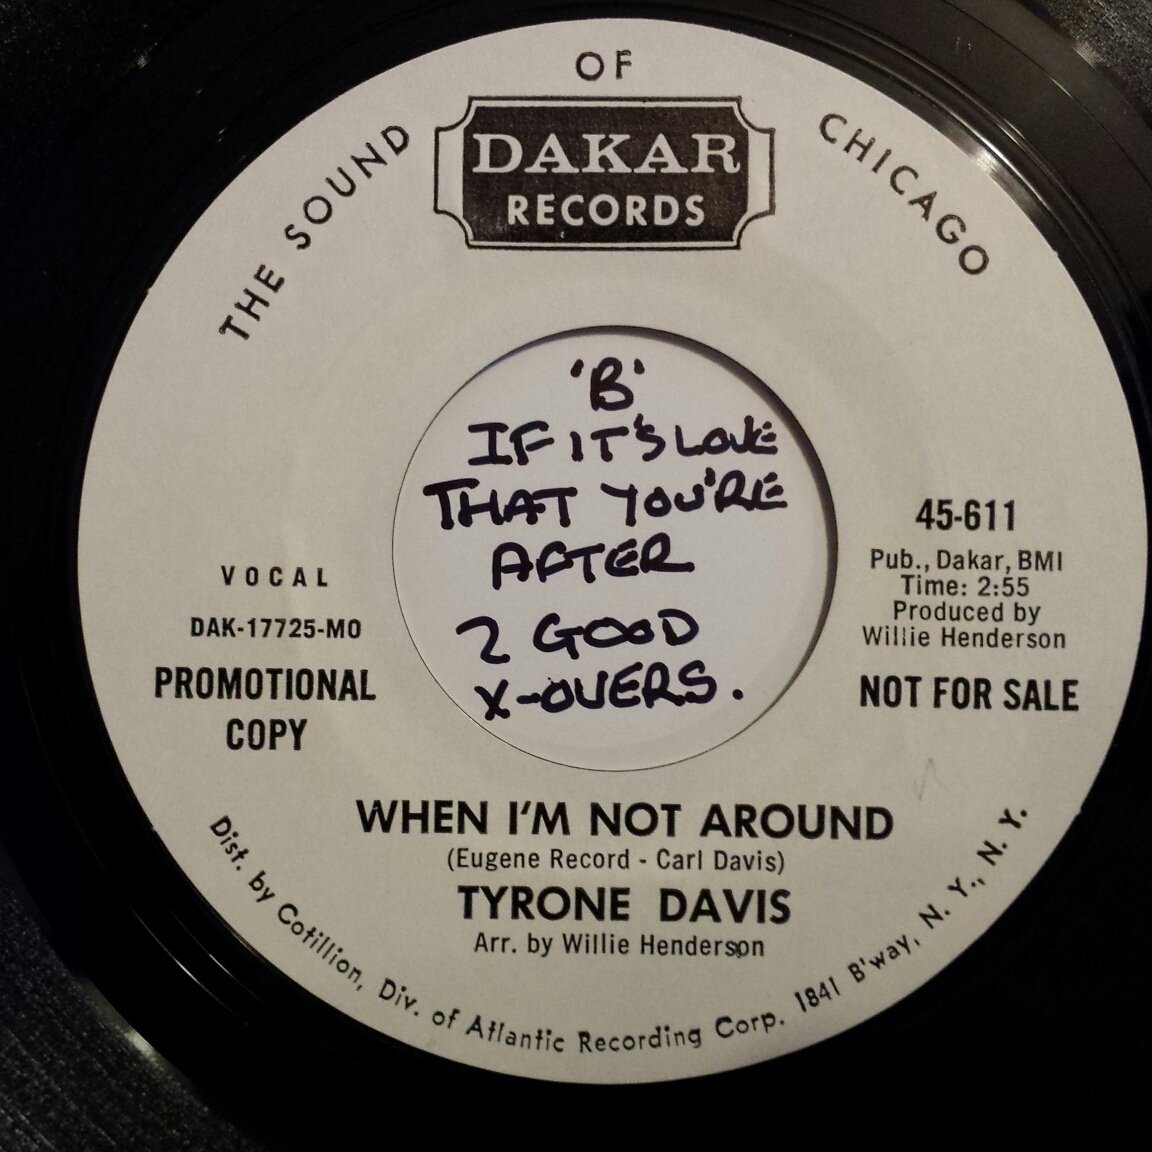 THE SOUND OF CHICAGO
DAKAR
RECORDS
'B'
IF IT'S LOVE
THAT YOU'RE
AFTER
2 GOOD
X-OVERS.
VOCAL
DAK-17725-MO
PROMOTIONAL
COPY
45-611
Pub., Dakar, BMI
Time: 2:55
Produced by
Willie Henderson
NOT FOR SALE
WHEN I'M NOT AROUND
(Eugene Record - Carl Davis)
TYRONE DAVIS
Arr. by Willie Henderson
Dist. by Cotillion, Div. of Atlantic Recording Corp. 1841 B'way, N. Y., N. Y.